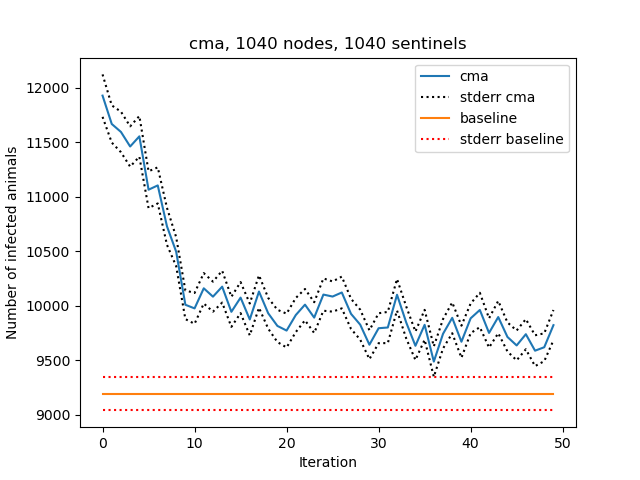 cma, 1040 nodes, 1040 sentinels
cma
stderr cma
baseline
stderr baseline
Number of infected animals
12000
11500
11000
10500
10000
9500
9000
0
10
20
30
40
50
Iteration